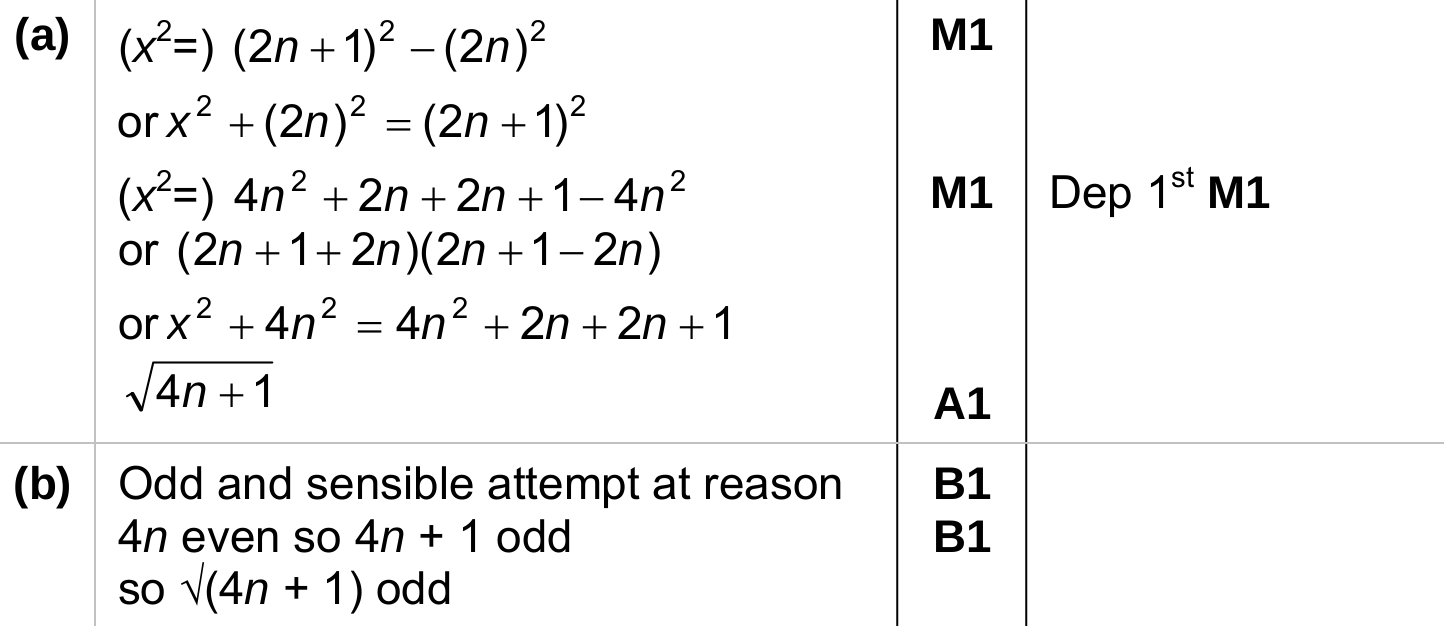 (a) (x²=) (2n + 1)² – (2n)² M1
or x² + (2n)² = (2n + 1)²
(x²=) 4n² + 2n + 2n + 1 – 4n² M1 Dep 1st M1
or (2n + 1 + 2n)(2n + 1 – 2n)
or x² + 4n² = 4n² + 2n + 2n + 1
√4n + 1 A1
(b) Odd and sensible attempt at reason B1
4n even so 4n + 1 odd B1
so √(4n + 1) odd